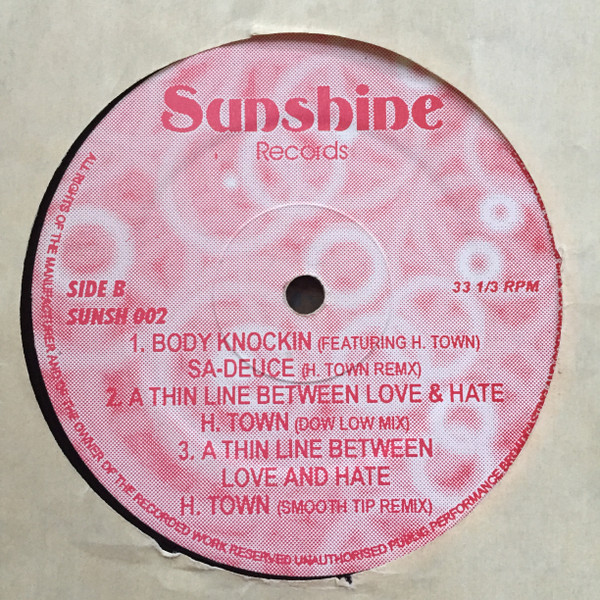 Sunshine
Records
SIDE B
33 1/3 RPM
SUNSH 002
1. BODY KNOCKIN (FEATURING H. TOWN)
SA-DEUCE (H. TOWN REMX)
2. A THIN LINE BETWEEN LOVE & HATE
H. TOWN (DOW LOW MIX)
3. A THIN LINE BETWEEN
LOVE AND HATE
H. TOWN (SMOOTH TIP REMIX)
ALL RIGHTS OF THE MANUFACTURER AND OR THE OWNER OF THE RECORDED WORK RESERVED UNAUTHORISED PUBLIC PERFORMANCE